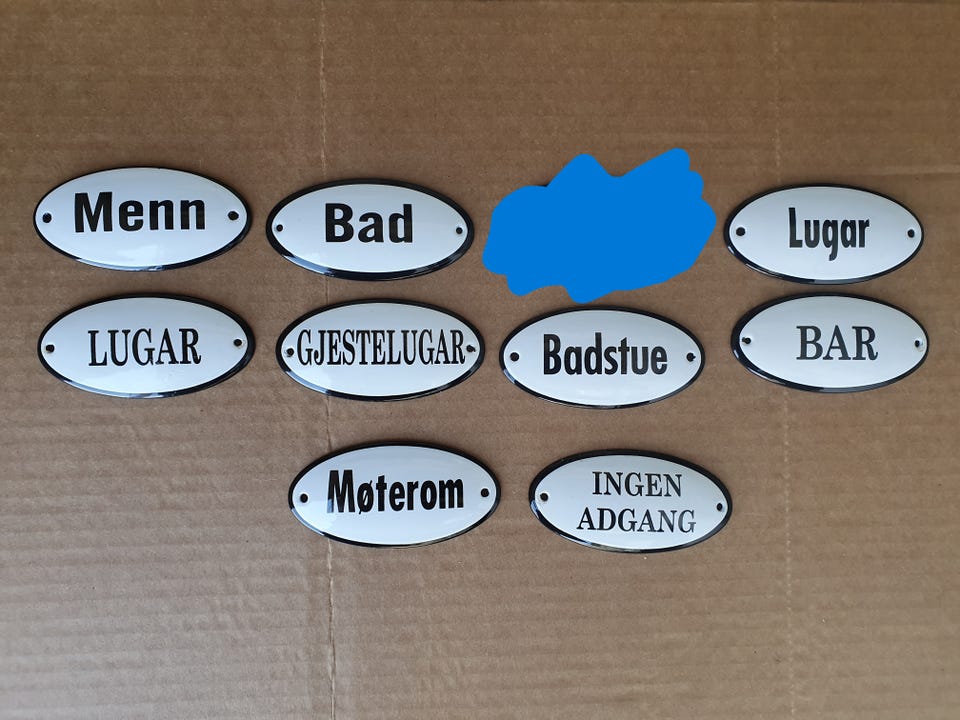 Menn
Bad
Lugar
LUGAR
GJESTELUGAR
Badstue
BAR
Møterom
INGEN
ADGANG